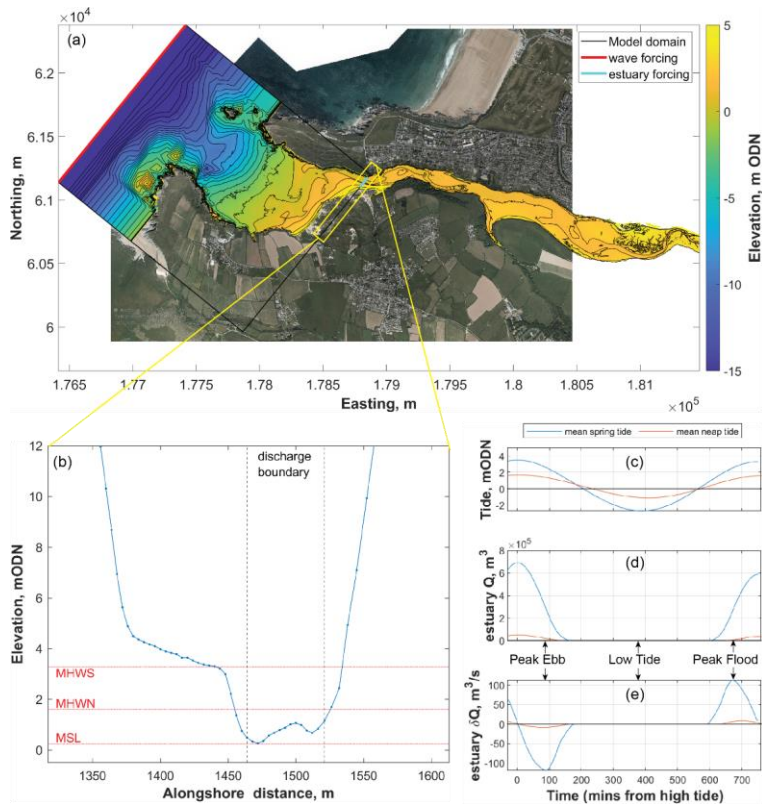 ×10⁴
(a)
Model domain
wave forcing
estuary forcing
6.2
6.15
6.1
6.05
6
Northing, m
1.765 1.77 1.775 1.78 1.785 1.79 1.795 1.8 1.805 1.81
Easting, m
×10⁵
5
0
-5
-10
-15
Elevation, m ODN
(b)
discharge
boundary
12
10
8
6
4
2
0
Elevation, mODN
MHWS
MHWN
MSL
1350 1400 1450 1500 1550 1600
Alongshore distance, m
mean spring tide mean neap tide
(c)
4
2
0
-2
Tide, mODN
×10⁵
(d)
8
6
4
2
0
estuary Q, m³
Peak Ebb Low Tide Peak Flood
(e)
100
50
0
-50
-100
estuary δQ, m³/s
0 100 200 300 400 500 600 700
Time (mins from high tide)